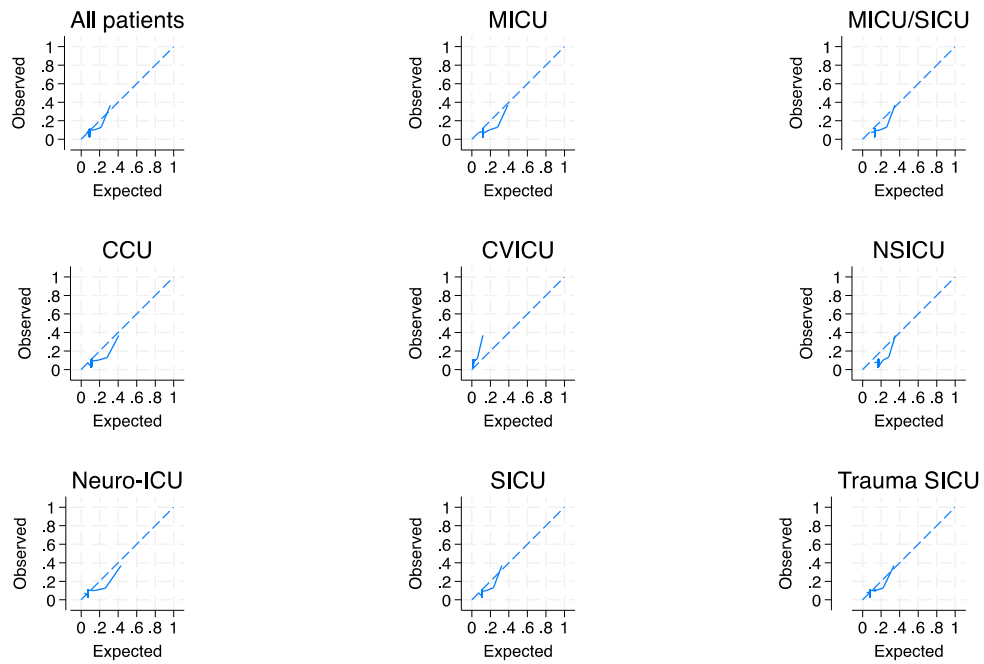 All patients
Observed
1
.8
.6
.4
.2
0
0 .2 .4 .6 .8 1
Expected
MICU
Observed
1
.8
.6
.4
.2
0
0 .2 .4 .6 .8 1
Expected
MICU/SICU
Observed
1
.8
.6
.4
.2
0
0 .2 .4 .6 .8 1
Expected
CCU
Observed
1
.8
.6
.4
.2
0
0 .2 .4 .6 .8 1
Expected
CVICU
Observed
1
.8
.6
.4
.2
0
0 .2 .4 .6 .8 1
Expected
NSICU
Observed
1
.8
.6
.4
.2
0
0 .2 .4 .6 .8 1
Expected
Neuro-ICU
Observed
1
.8
.6
.4
.2
0
0 .2 .4 .6 .8 1
Expected
SICU
Observed
1
.8
.6
.4
.2
0
0 .2 .4 .6 .8 1
Expected
Trauma SICU
Observed
1
.8
.6
.4
.2
0
0 .2 .4 .6 .8 1
Expected